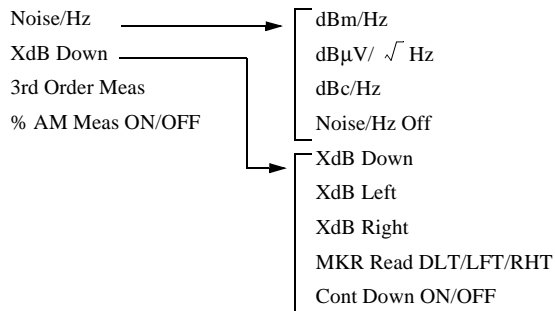 Noise/Hz
XdB Down
3rd Order Meas
% AM Meas ON/OFF
dBm/Hz
dBµV/ √ Hz
dBc/Hz
Noise/Hz Off
XdB Down
XdB Left
XdB Right
MKR Read DLT/LFT/RHT
Cont Down ON/OFF